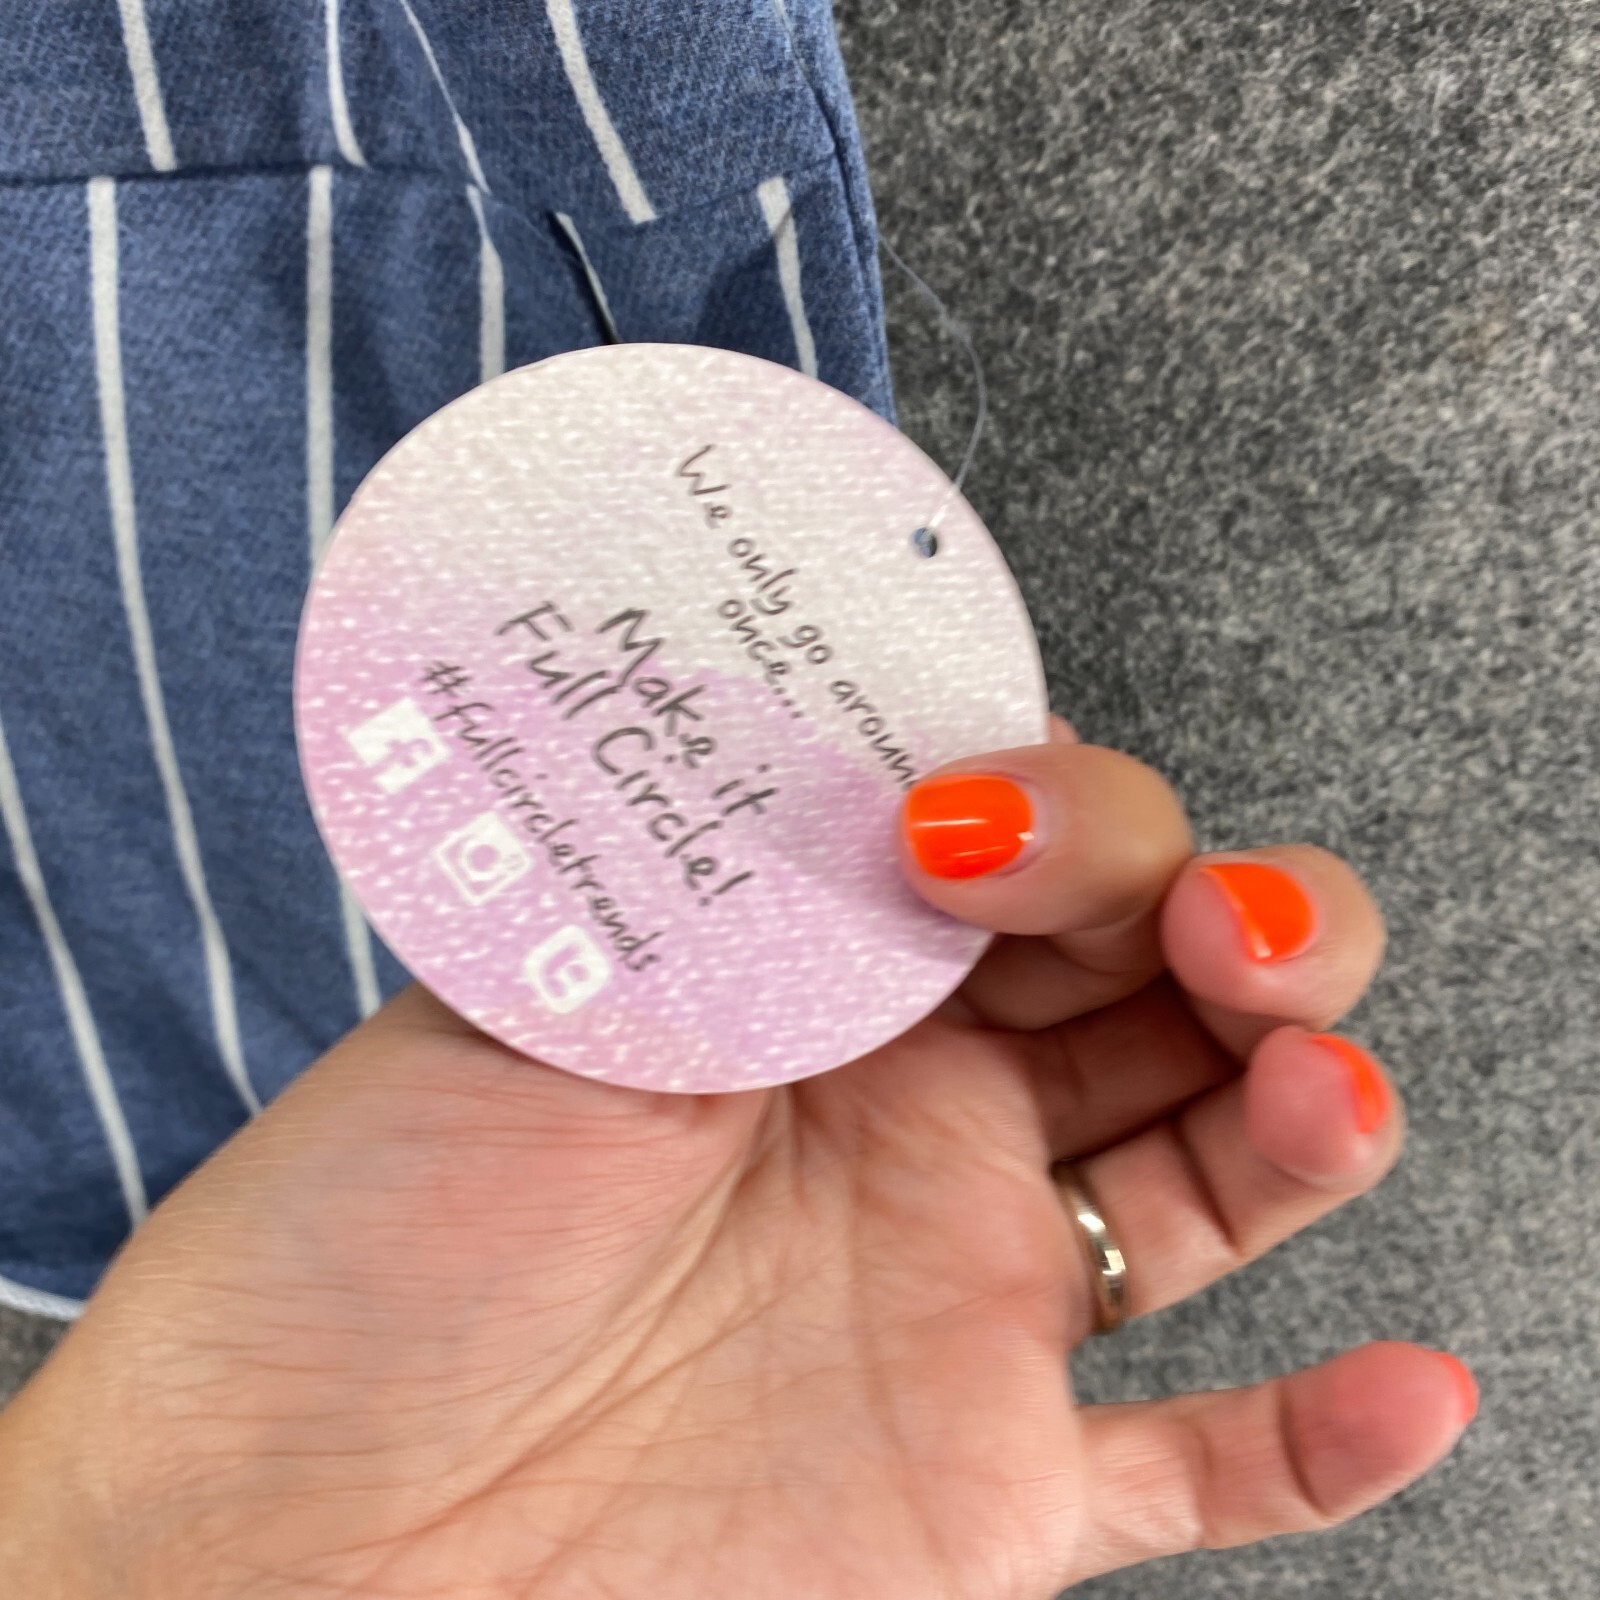 We only go around
once...
Make it
Full Circle!
#fullcircletrends